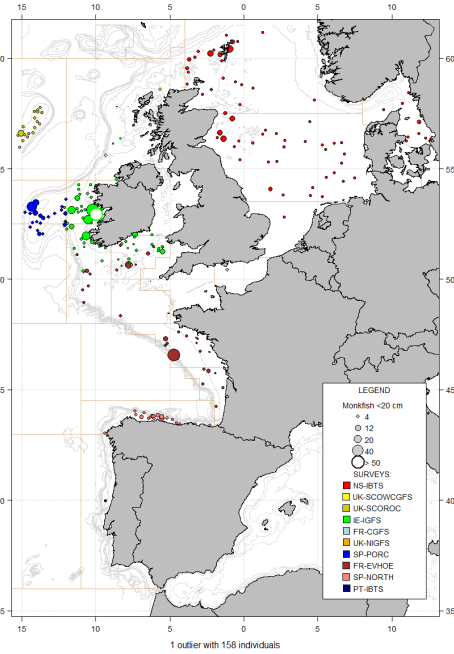 15 10 5 0 5 10
60 60
55 55
50 50
45 45
40 40
35 35
LEGEND
Monkfish <20 cm
4
12
20
40
> 50
SURVEYS:
NS-IBTS
UK-SCOWCGFS
UK-SCOROC
IE-IGFS
FR-CGFS
UK-NIGFS
SP-PORC
FR-EVHOE
SP-NORTH
PT-IBTS
15 10 5 0 5 10
1 outlier with 158 individuals